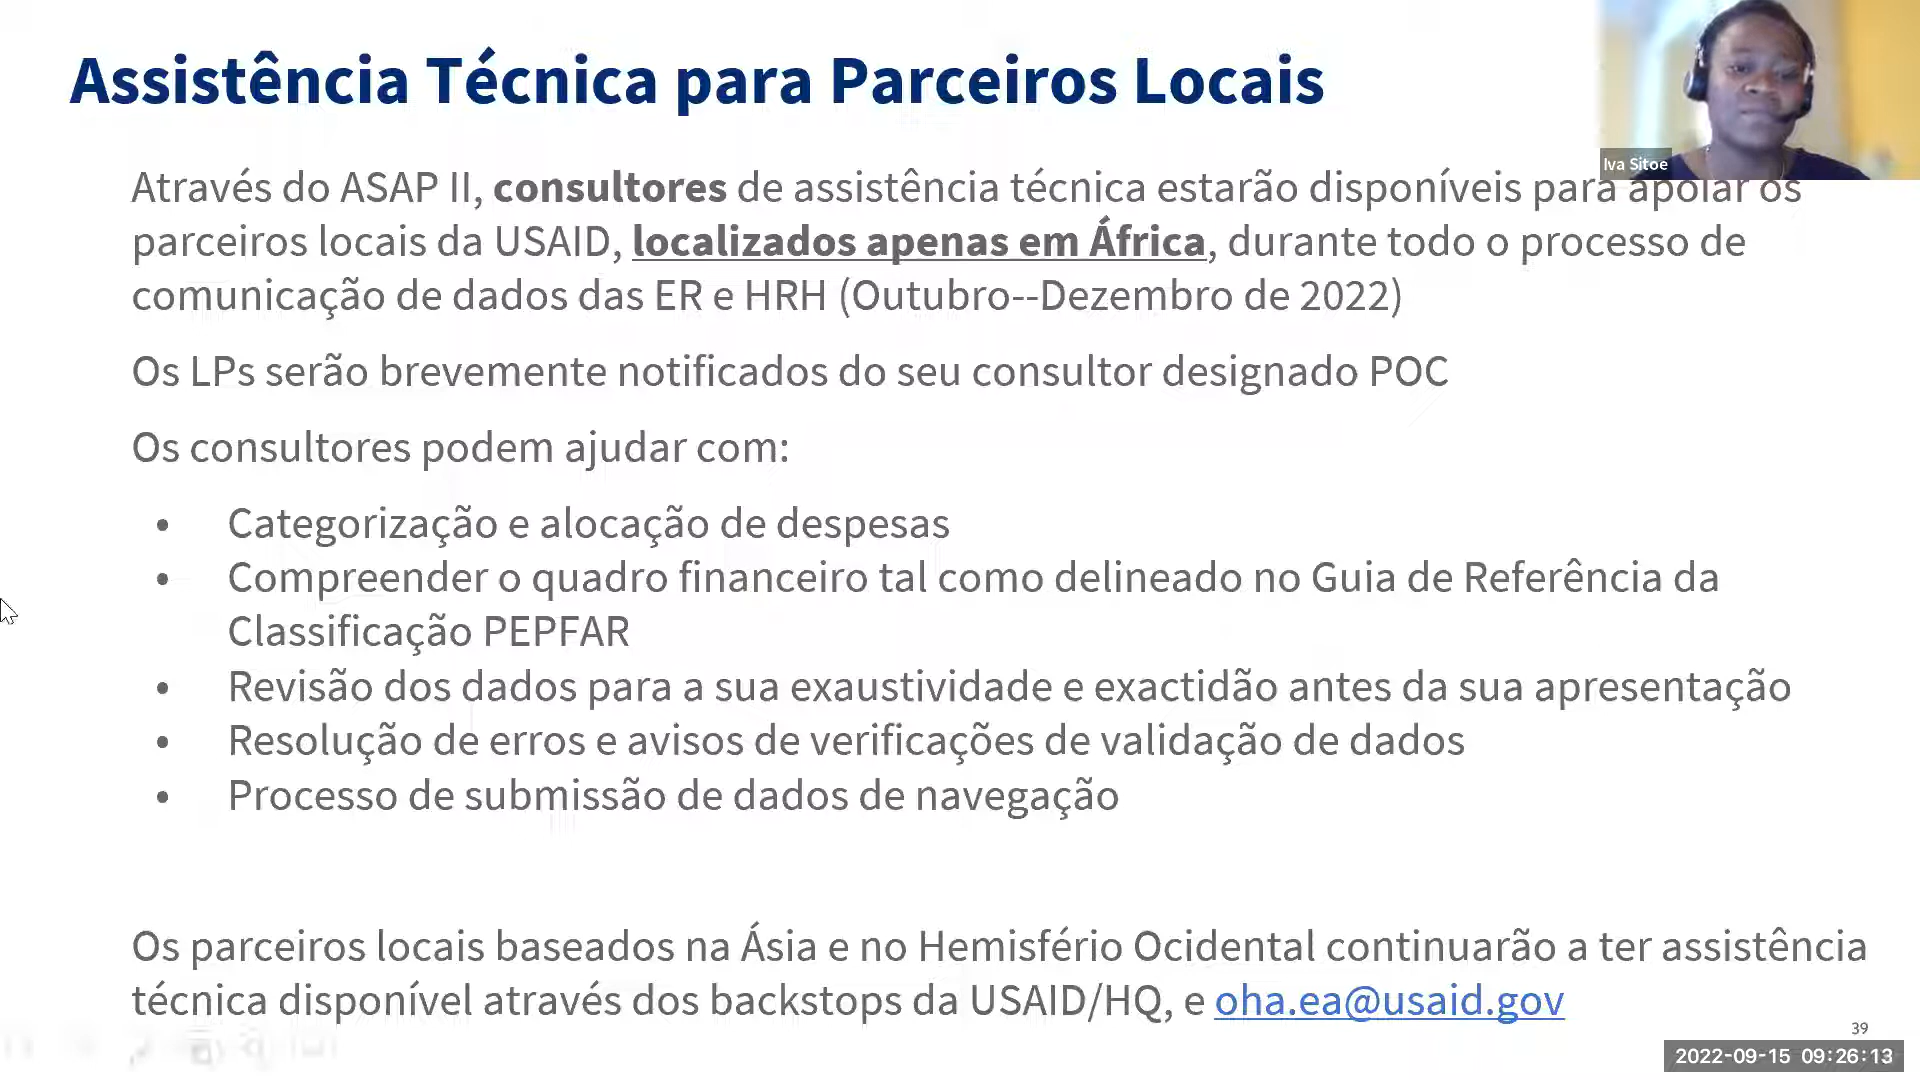 Assistência Técnica para Parceiros Locais
Iva Sitoe
Através do ASAP II, consultores de assistência técnica estarão disponíveis para apoiar os
parceiros locais da USAID, localizados apenas em África, durante todo o processo de
comunicação de dados das ER e HRH (Outubro--Dezembro de 2022)
Os LPs serão brevemente notificados do seu consultor designado POC
Os consultores podem ajudar com:
• Categorização e alocação de despesas
• Compreender o quadro financeiro tal como delineado no Guia de Referência da
Classificação PEPFAR
• Revisão dos dados para a sua exaustividade e exactidão antes da sua apresentação
• Resolução de erros e avisos de verificações de validação de dados
• Processo de submissão de dados de navegação
Os parceiros locais baseados na Ásia e no Hemisfério Ocidental continuarão a ter assistência
técnica disponível através dos backstops da USAID/HQ, e oha.ea@usaid.gov
39
2022-09-15 09:26:13